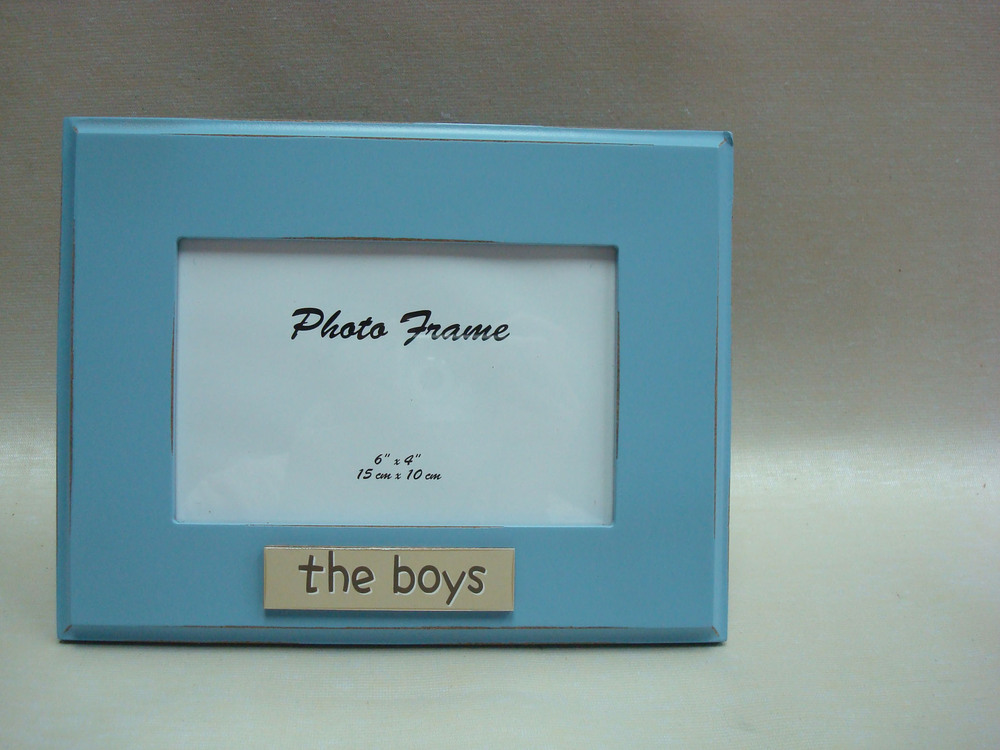 Photo Frame
6" x 4"
15 cm x 10 cm
the boys